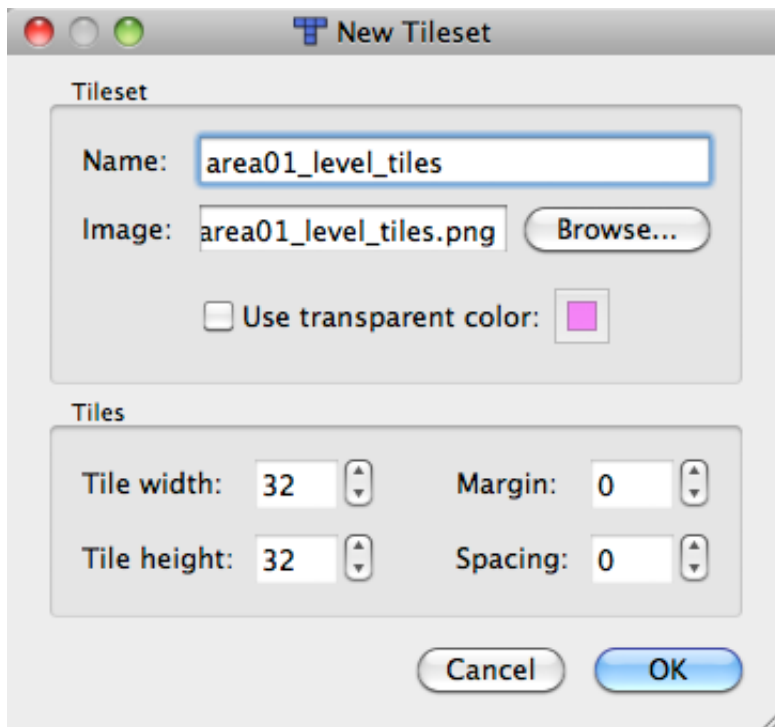 New Tileset
Tileset
Name: area01_level_tiles
Image: area01_level_tiles.png Browse...
Use transparent color:
Tiles
Tile width: 32 Margin: 0
Tile height: 32 Spacing: 0
Cancel OK